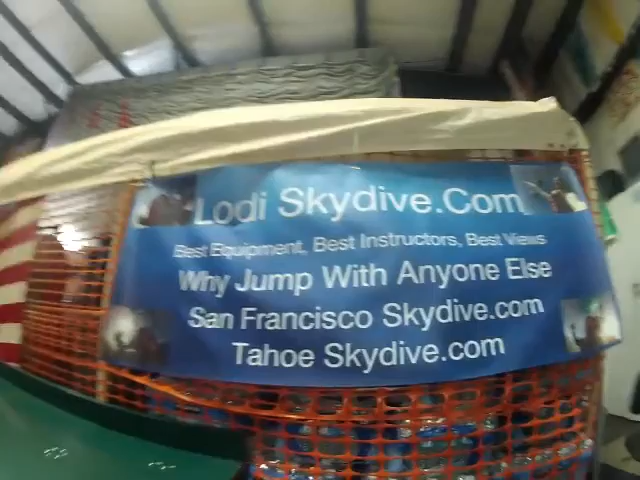 Lodi Skydive.Com
Best Equipment, Best Instructors, Best Views
Why Jump With Anyone Else
San Francisco Skydive.com
Tahoe Skydive.com